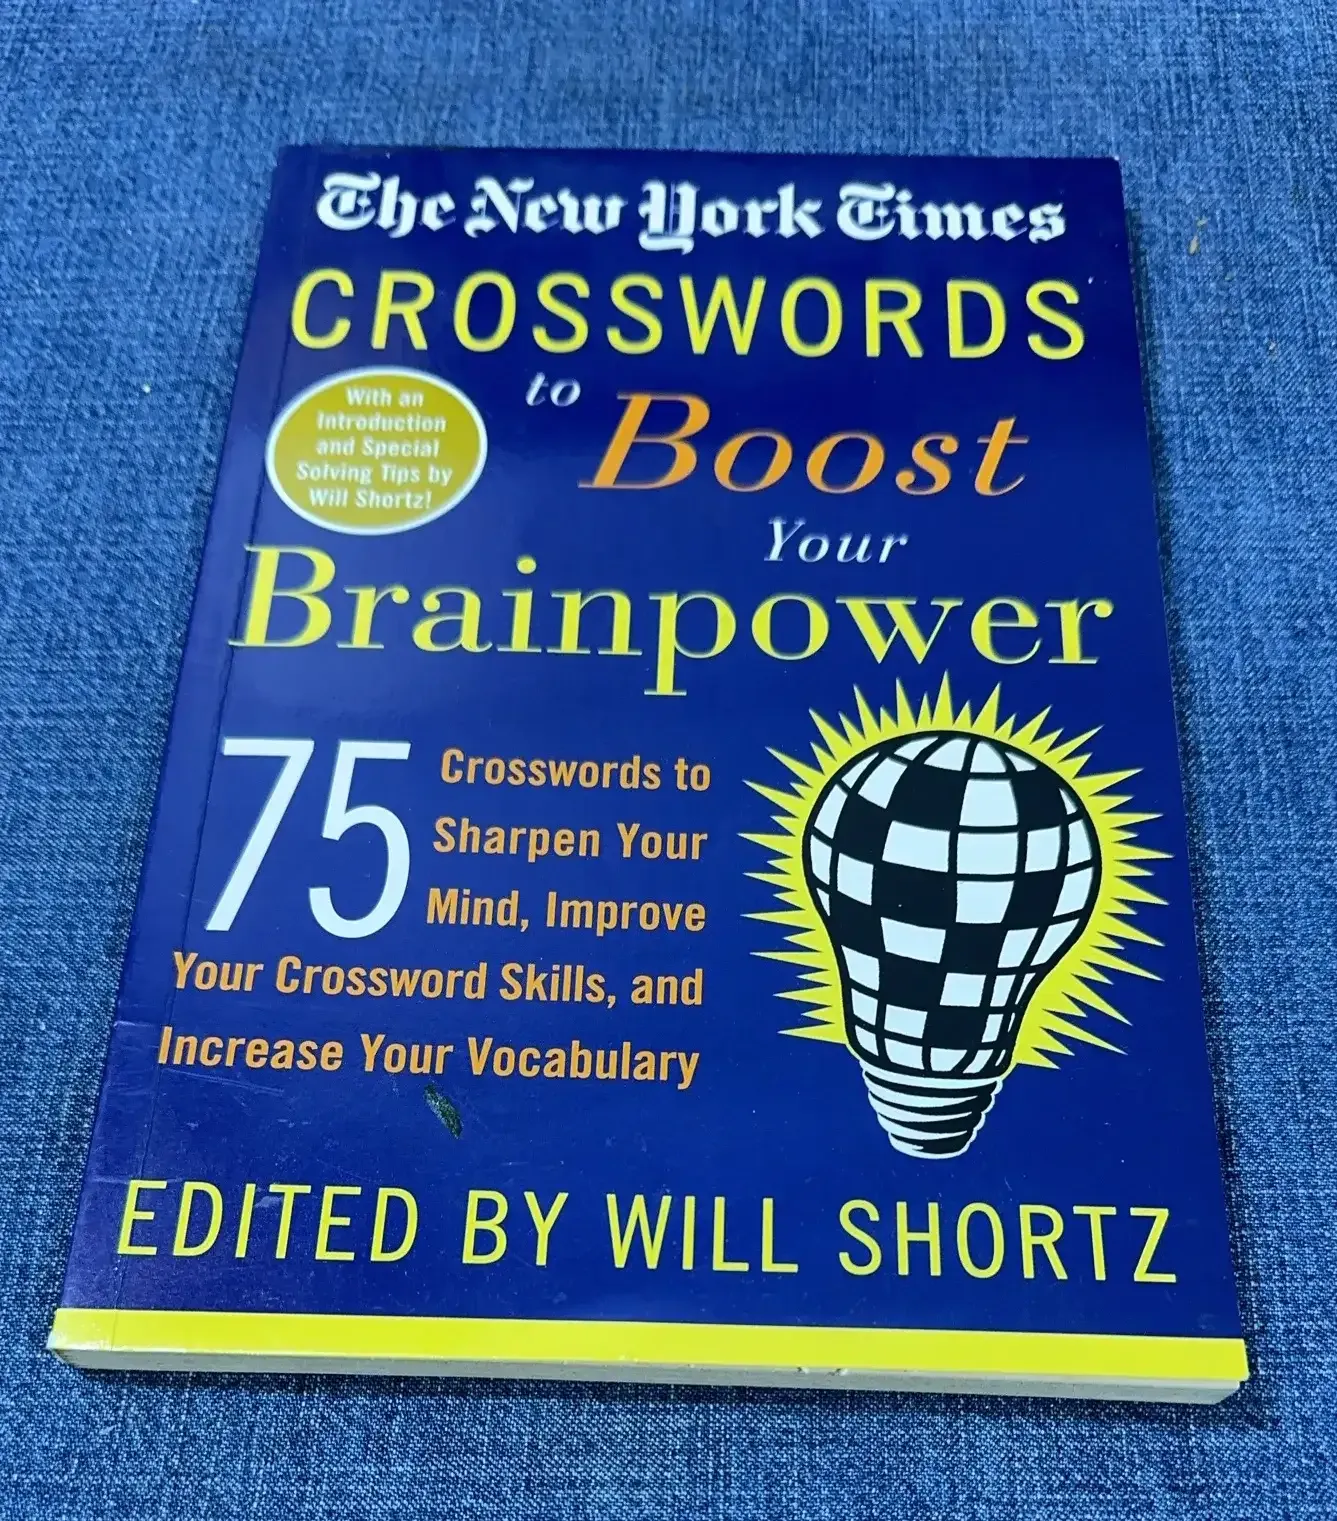 The New York Times
CROSSWORDS
to Boost
Your
Brainpower
With an
Introduction
and Special
Solving Tips by
Will Shortz!
75
Crosswords to
Sharpen Your
Mind, Improve
Your Crossword Skills, and
Increase Your Vocabulary
EDITED BY WILL SHORTZ